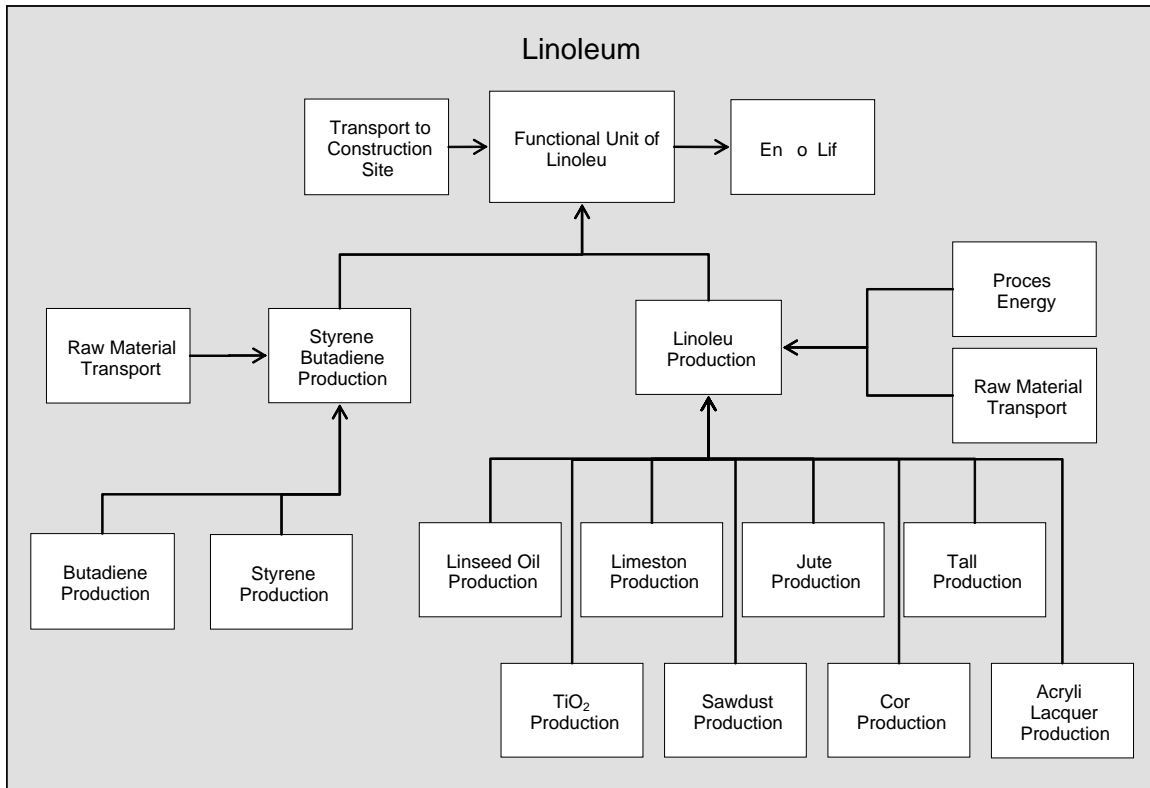 Linoleum
Transport to
Construction
Site
Functional Unit of
Linoleu
En o Lif
Proces
Energy
Raw Material
Transport
Styrene
Butadiene
Production
Linoleu
Production
Raw Material
Transport
Butadiene
Production
Styrene
Production
Linseed Oil
Production
Limeston
Production
Jute
Production
Tall
Production
TiO₂
Production
Sawdust
Production
Cor
Production
Acryli
Lacquer
Production